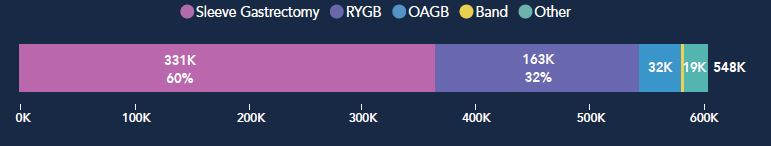 Sleeve Gastrectomy RYGB OAGB Band Other
331K 163K 32K 19K 548K
60% 32%
0K 100K 200K 300K 400K 500K 600K